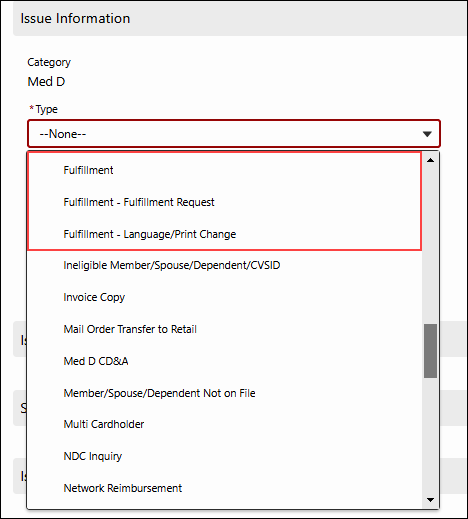 Issue Information
Category
Med D
*Type
--None--
Fulfillment
Fulfillment - Fulfillment Request
Fulfillment - Language/Print Change
Ineligible Member/Spouse/Dependent/CVSID
Invoice Copy
Mail Order Transfer to Retail
Med D CD&A
Member/Spouse/Dependent Not on File
Multi Cardholder
NDC Inquiry
Network Reimbursement